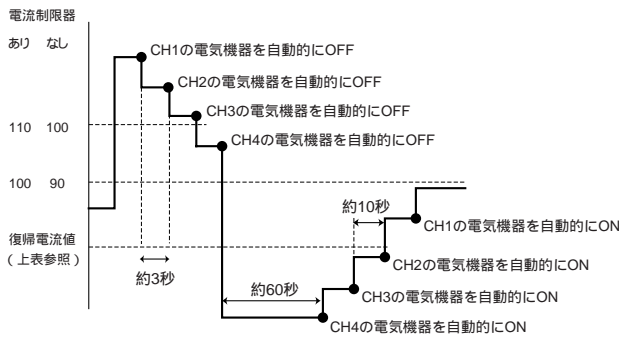 電流制限器
あり なし
CH1の電気機器を自動的にOFF
CH2の電気機器を自動的にOFF
CH3の電気機器を自動的にOFF
110 100
CH4の電気機器を自動的にOFF
100 90
約10秒
CH1の電気機器を自動的にON
復帰電流値
(上表参照)
CH2の電気機器を自動的にON
約3秒
約60秒
CH3の電気機器を自動的にON
CH4の電気機器を自動的にON